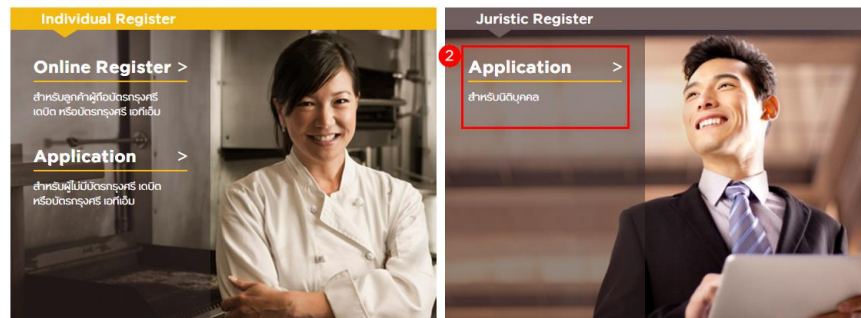 Individual Register
Online Register >
สำหรับลูกค้าผู้ถือบัตรกรุงศรี
เดบิต หรือบัตรกรุงศรี เอทีเอ็ม
Application >
สำหรับผู้ไม่มีบัตรกรุงศรี เดบิต
หรือบัตรกรุงศรี เอทีเอ็ม
Juristic Register
2
Application >
สำหรับนิติบุคคล